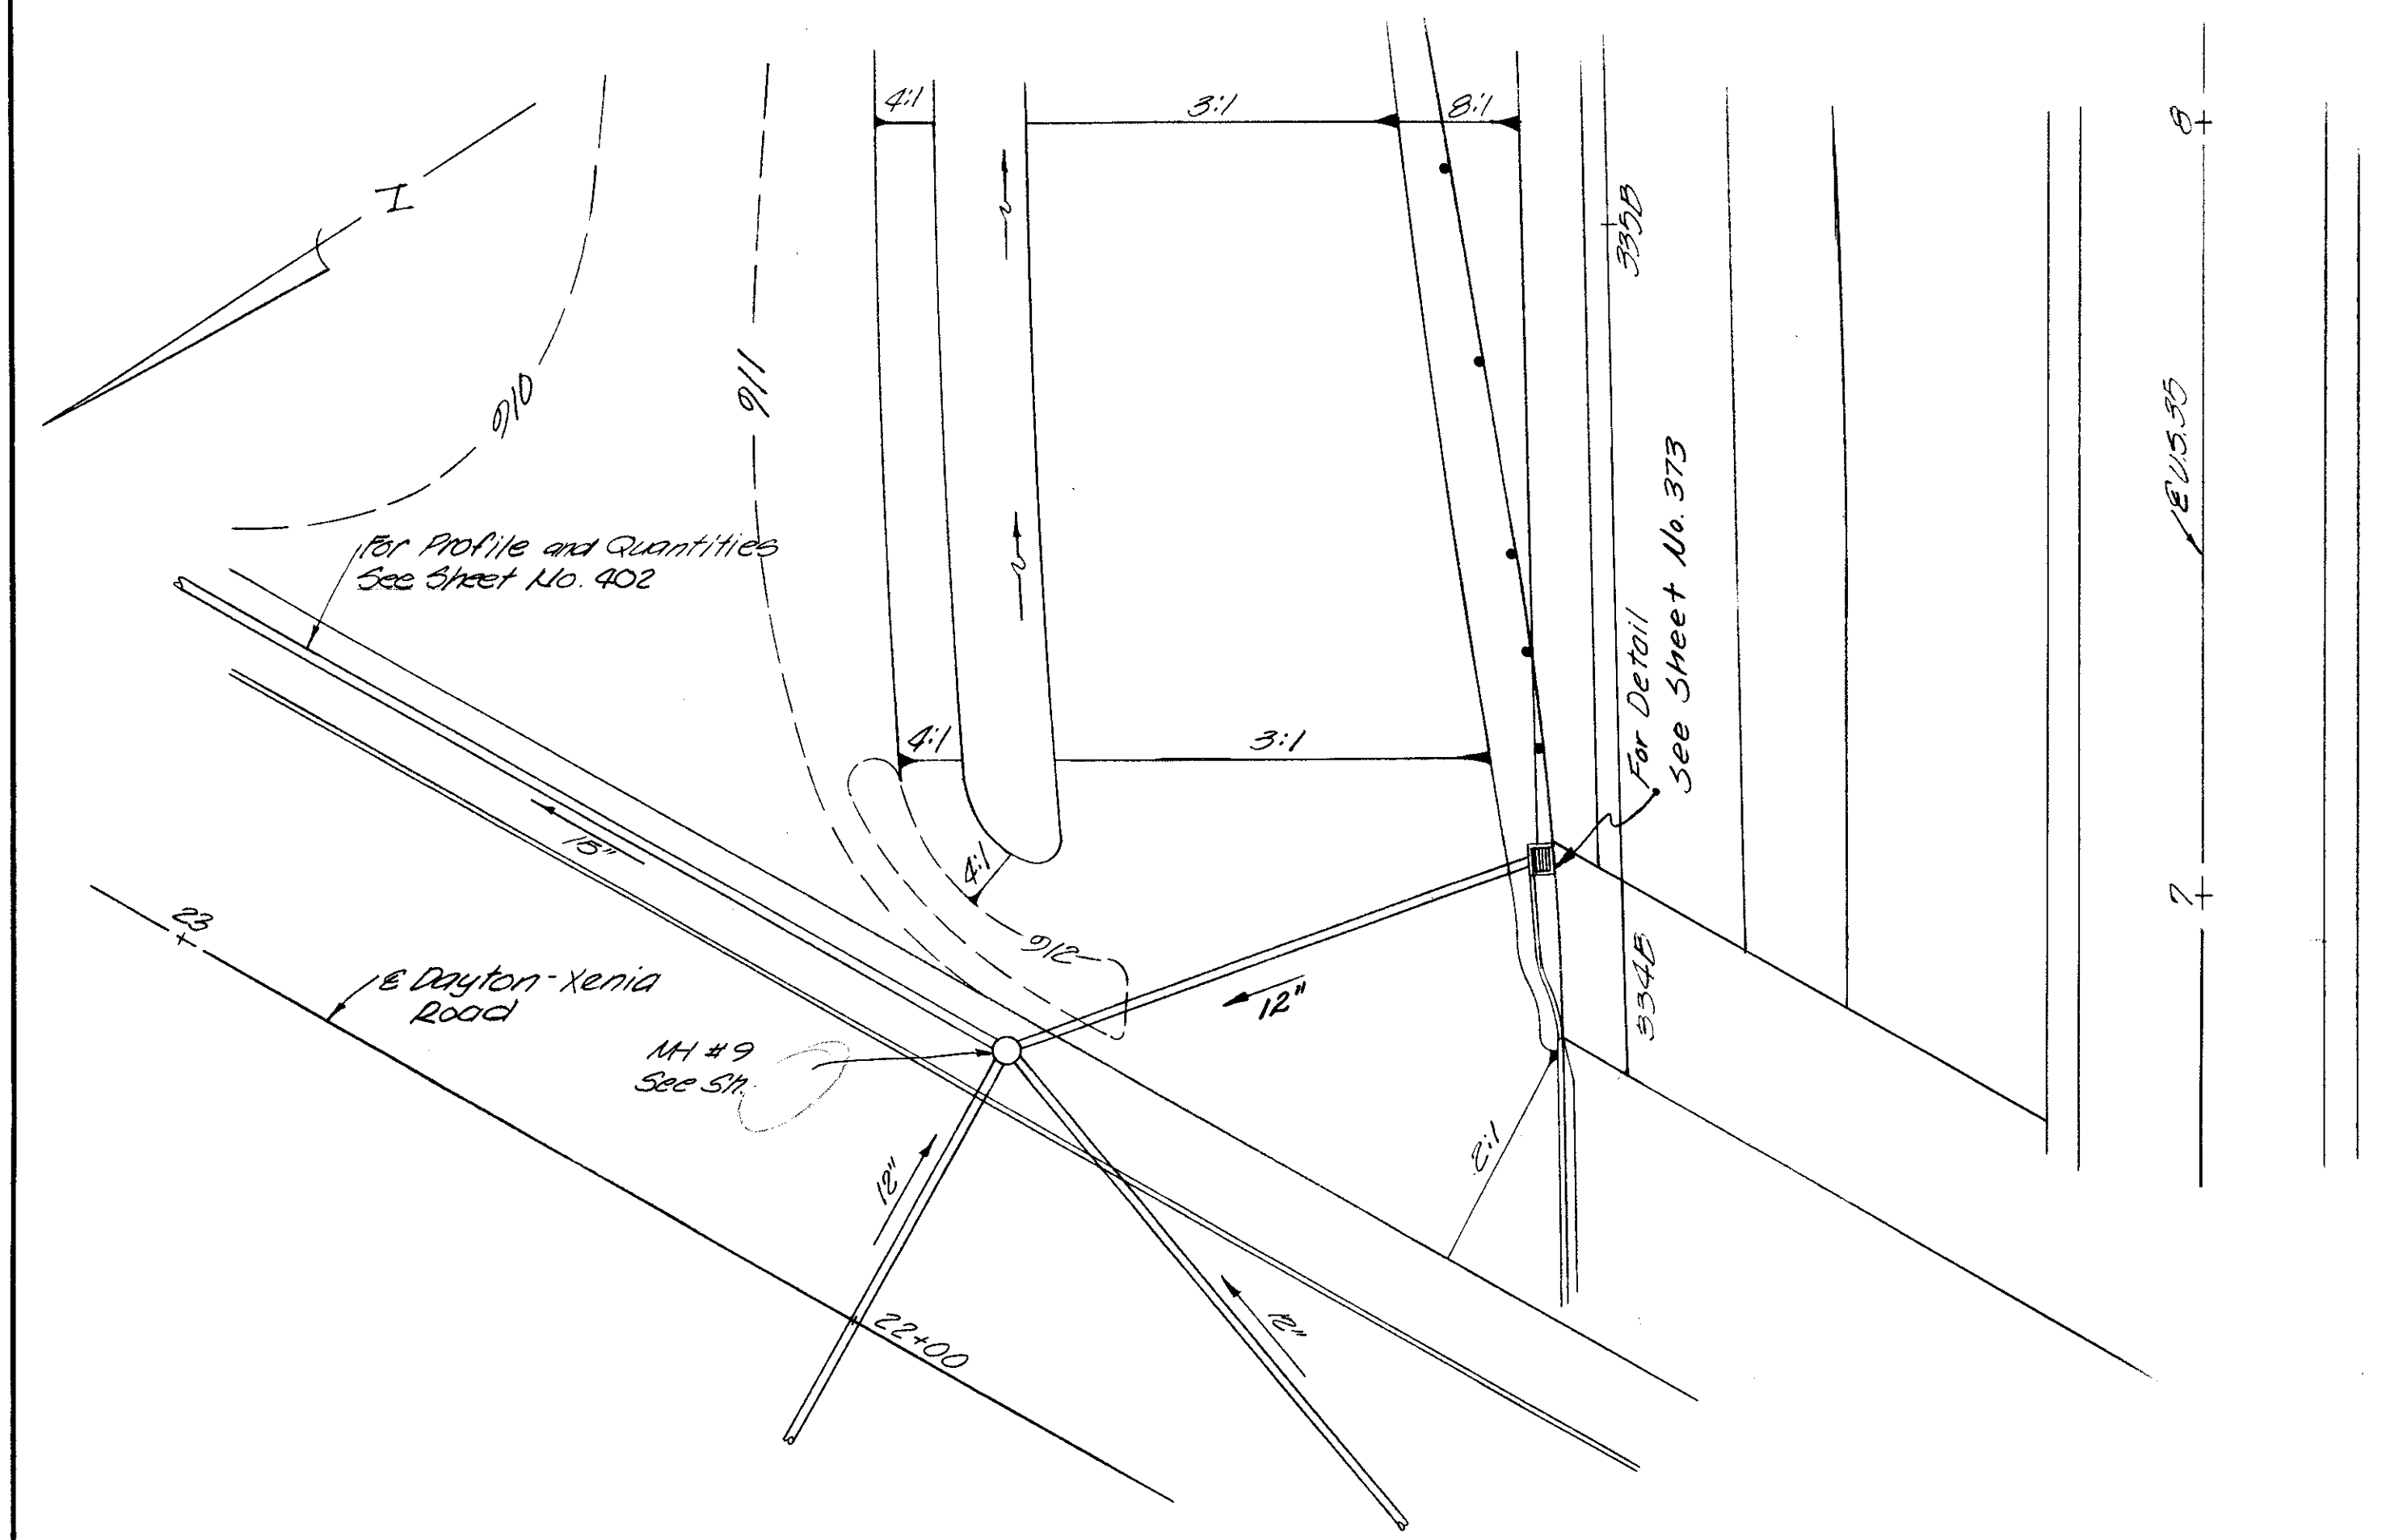 4:1
3:1
8:1
8
N
335B
910
911
℄ U.S. 35
For Profile and Quantities
See Sheet No. 402
For Detail
See Sheet No. 373
4:1
3:1
15"
4:1
7
23
912
℄ Dayton-Xenia
Road
12"
334B
MH #9
See Sh.
2:1
12"
12"
22+00